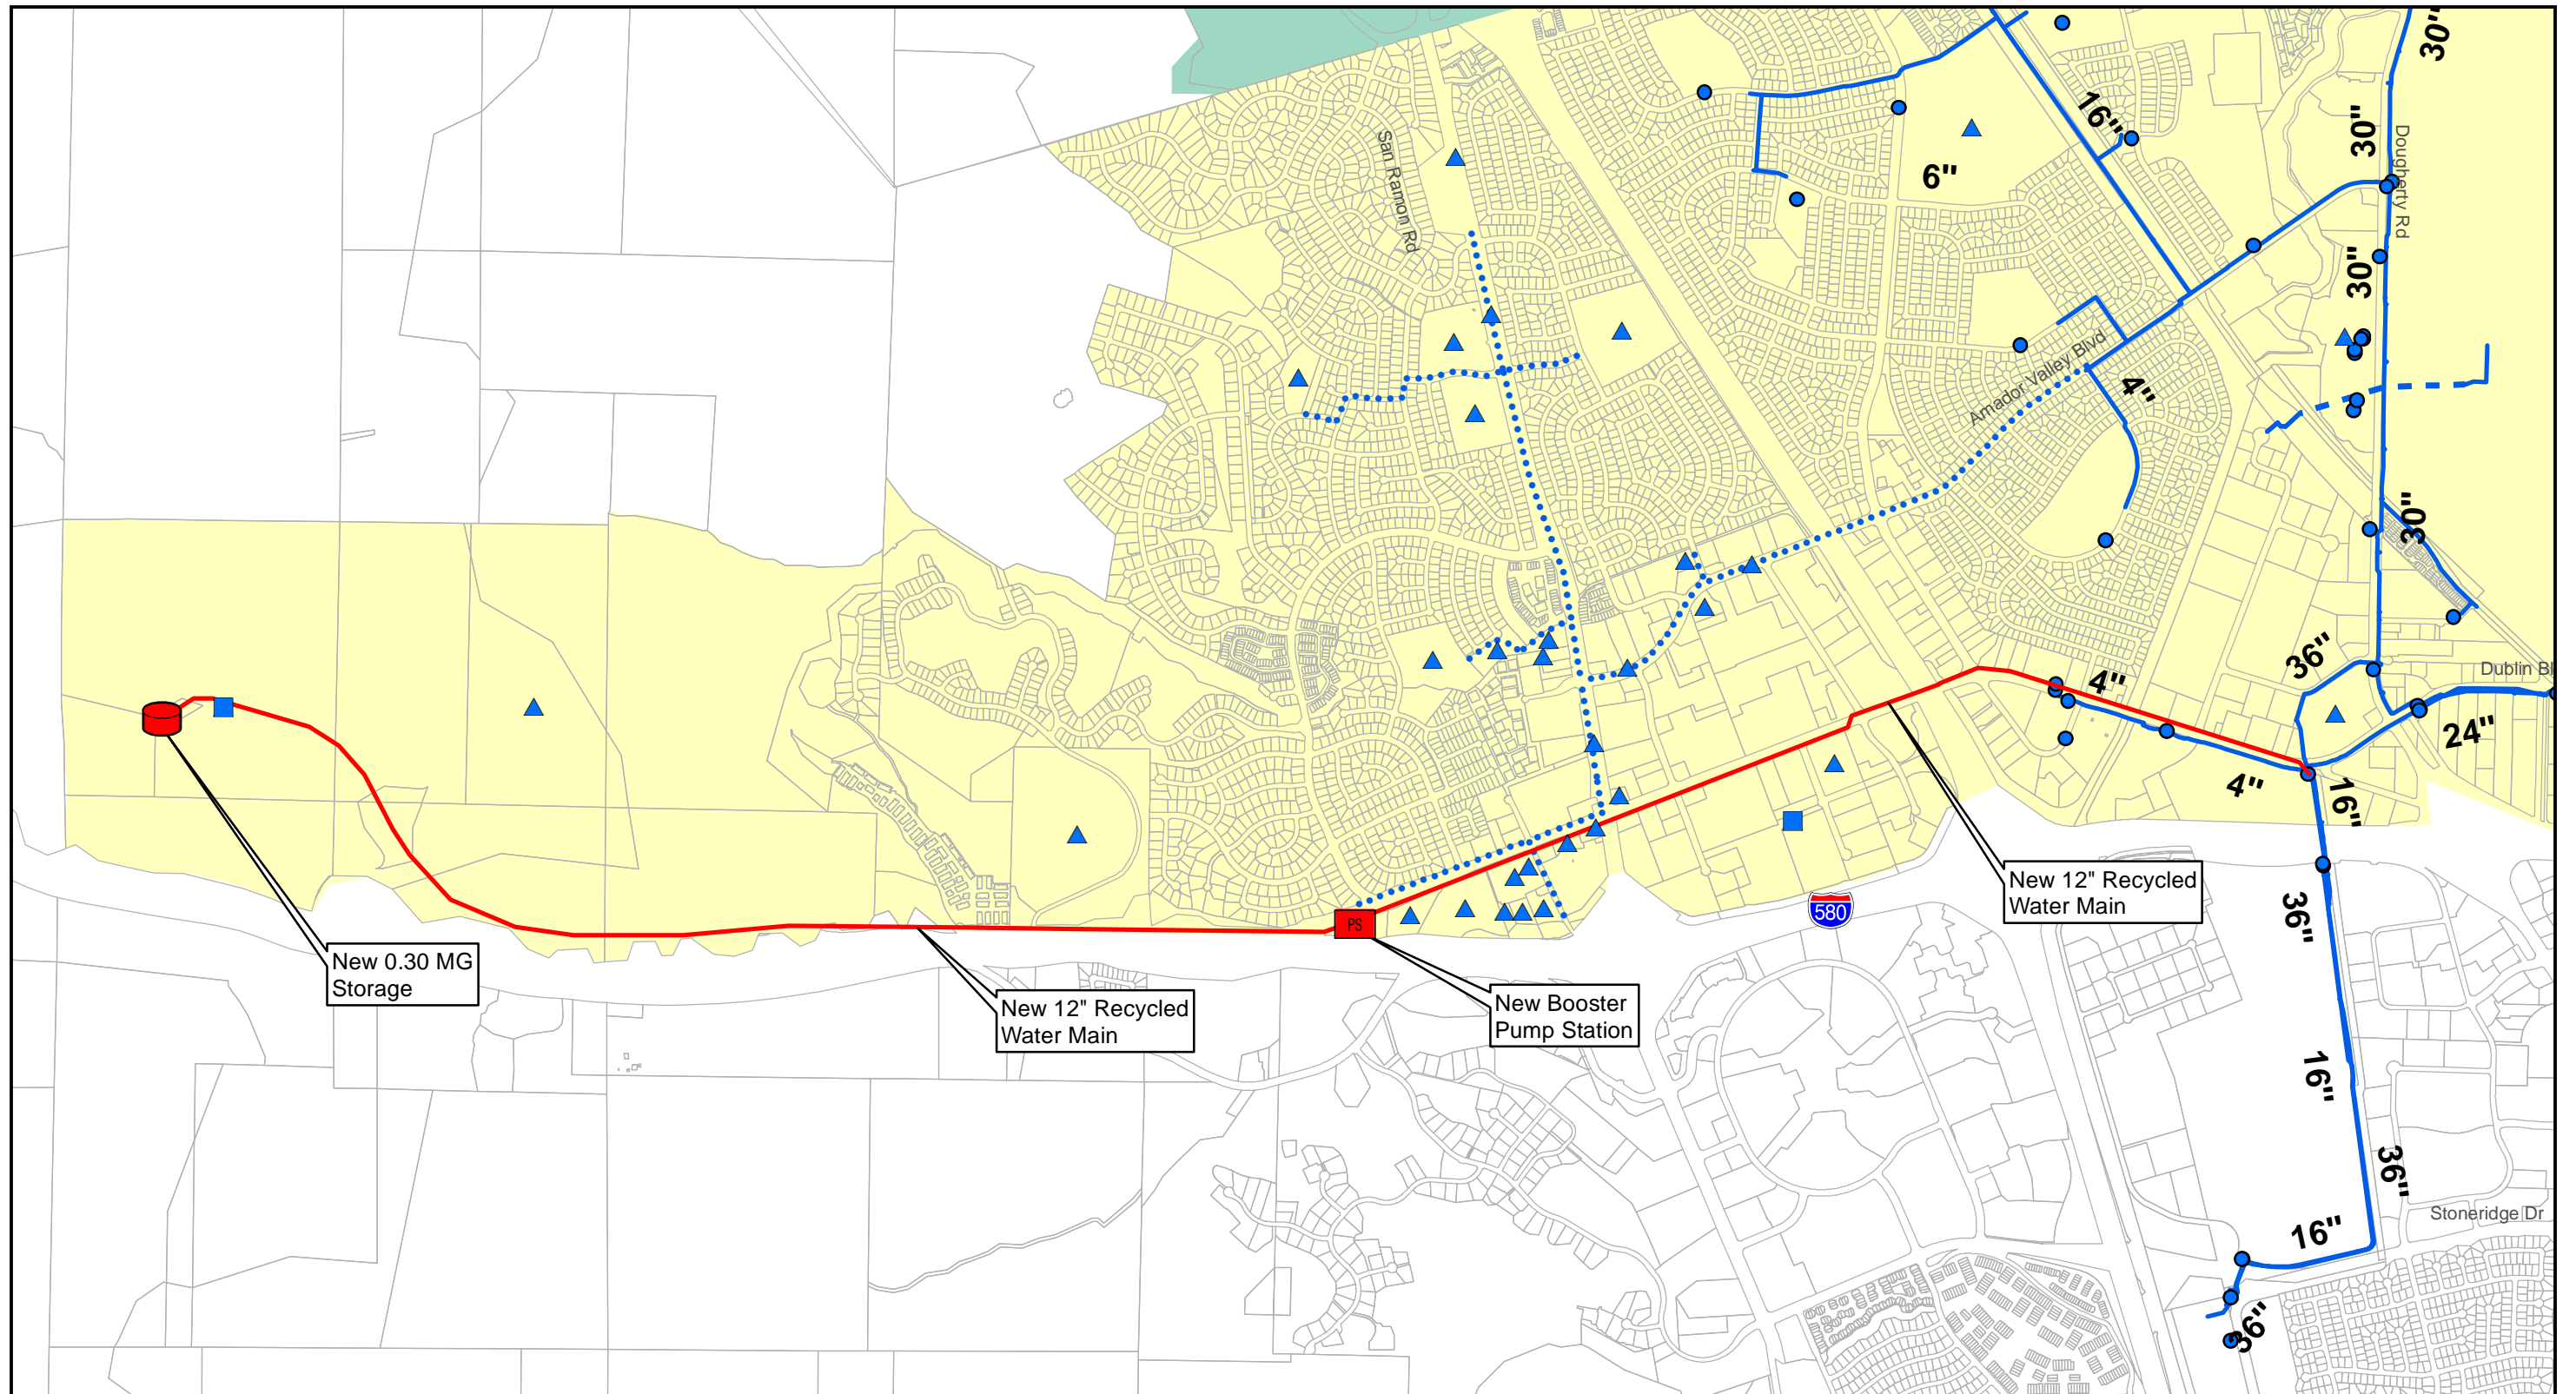 30"
16"
30"
Dougherty Rd
San Ramon Rd
6"
30"
Amador Valley Blvd
4"
30"
36"
Dublin Bl
4"
24"
4"
16"
New 12" Recycled
Water Main
580
PS
36"
New 0.30 MG
Storage
New 12" Recycled
Water Main
New Booster
Pump Station
16"
36"
Stoneridge Dr
16"
36"